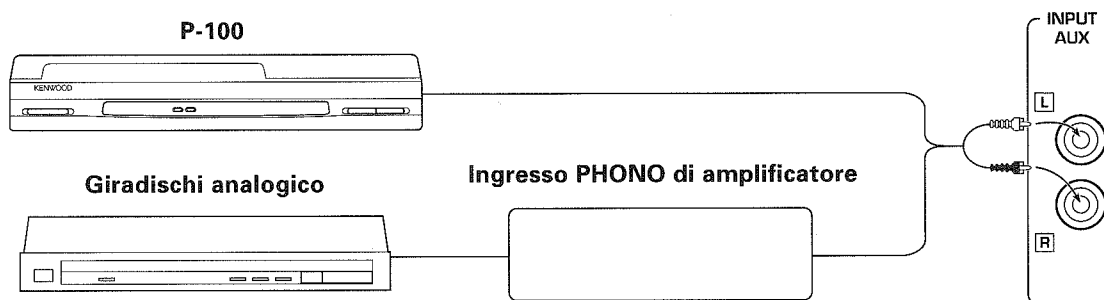 P-100
INPUT
AUX
KENWOOD
L
Giradischi analogico
Ingresso PHONO di amplificatore
R